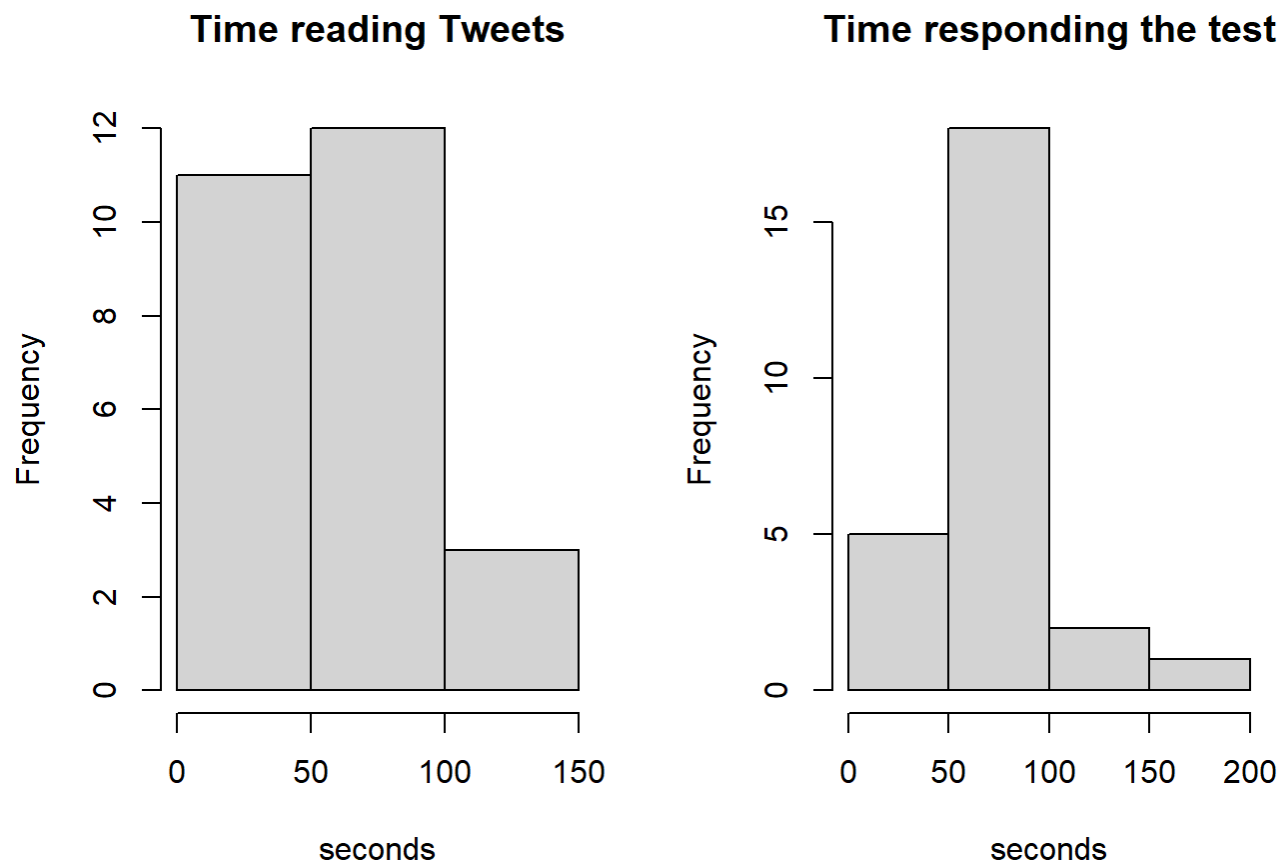 Time reading Tweets
Frequency
12
10
8
6
4
2
0
0 50 100 150
seconds
Time responding the test
Frequency
15
10
5
0
0 50 100 150 200
seconds